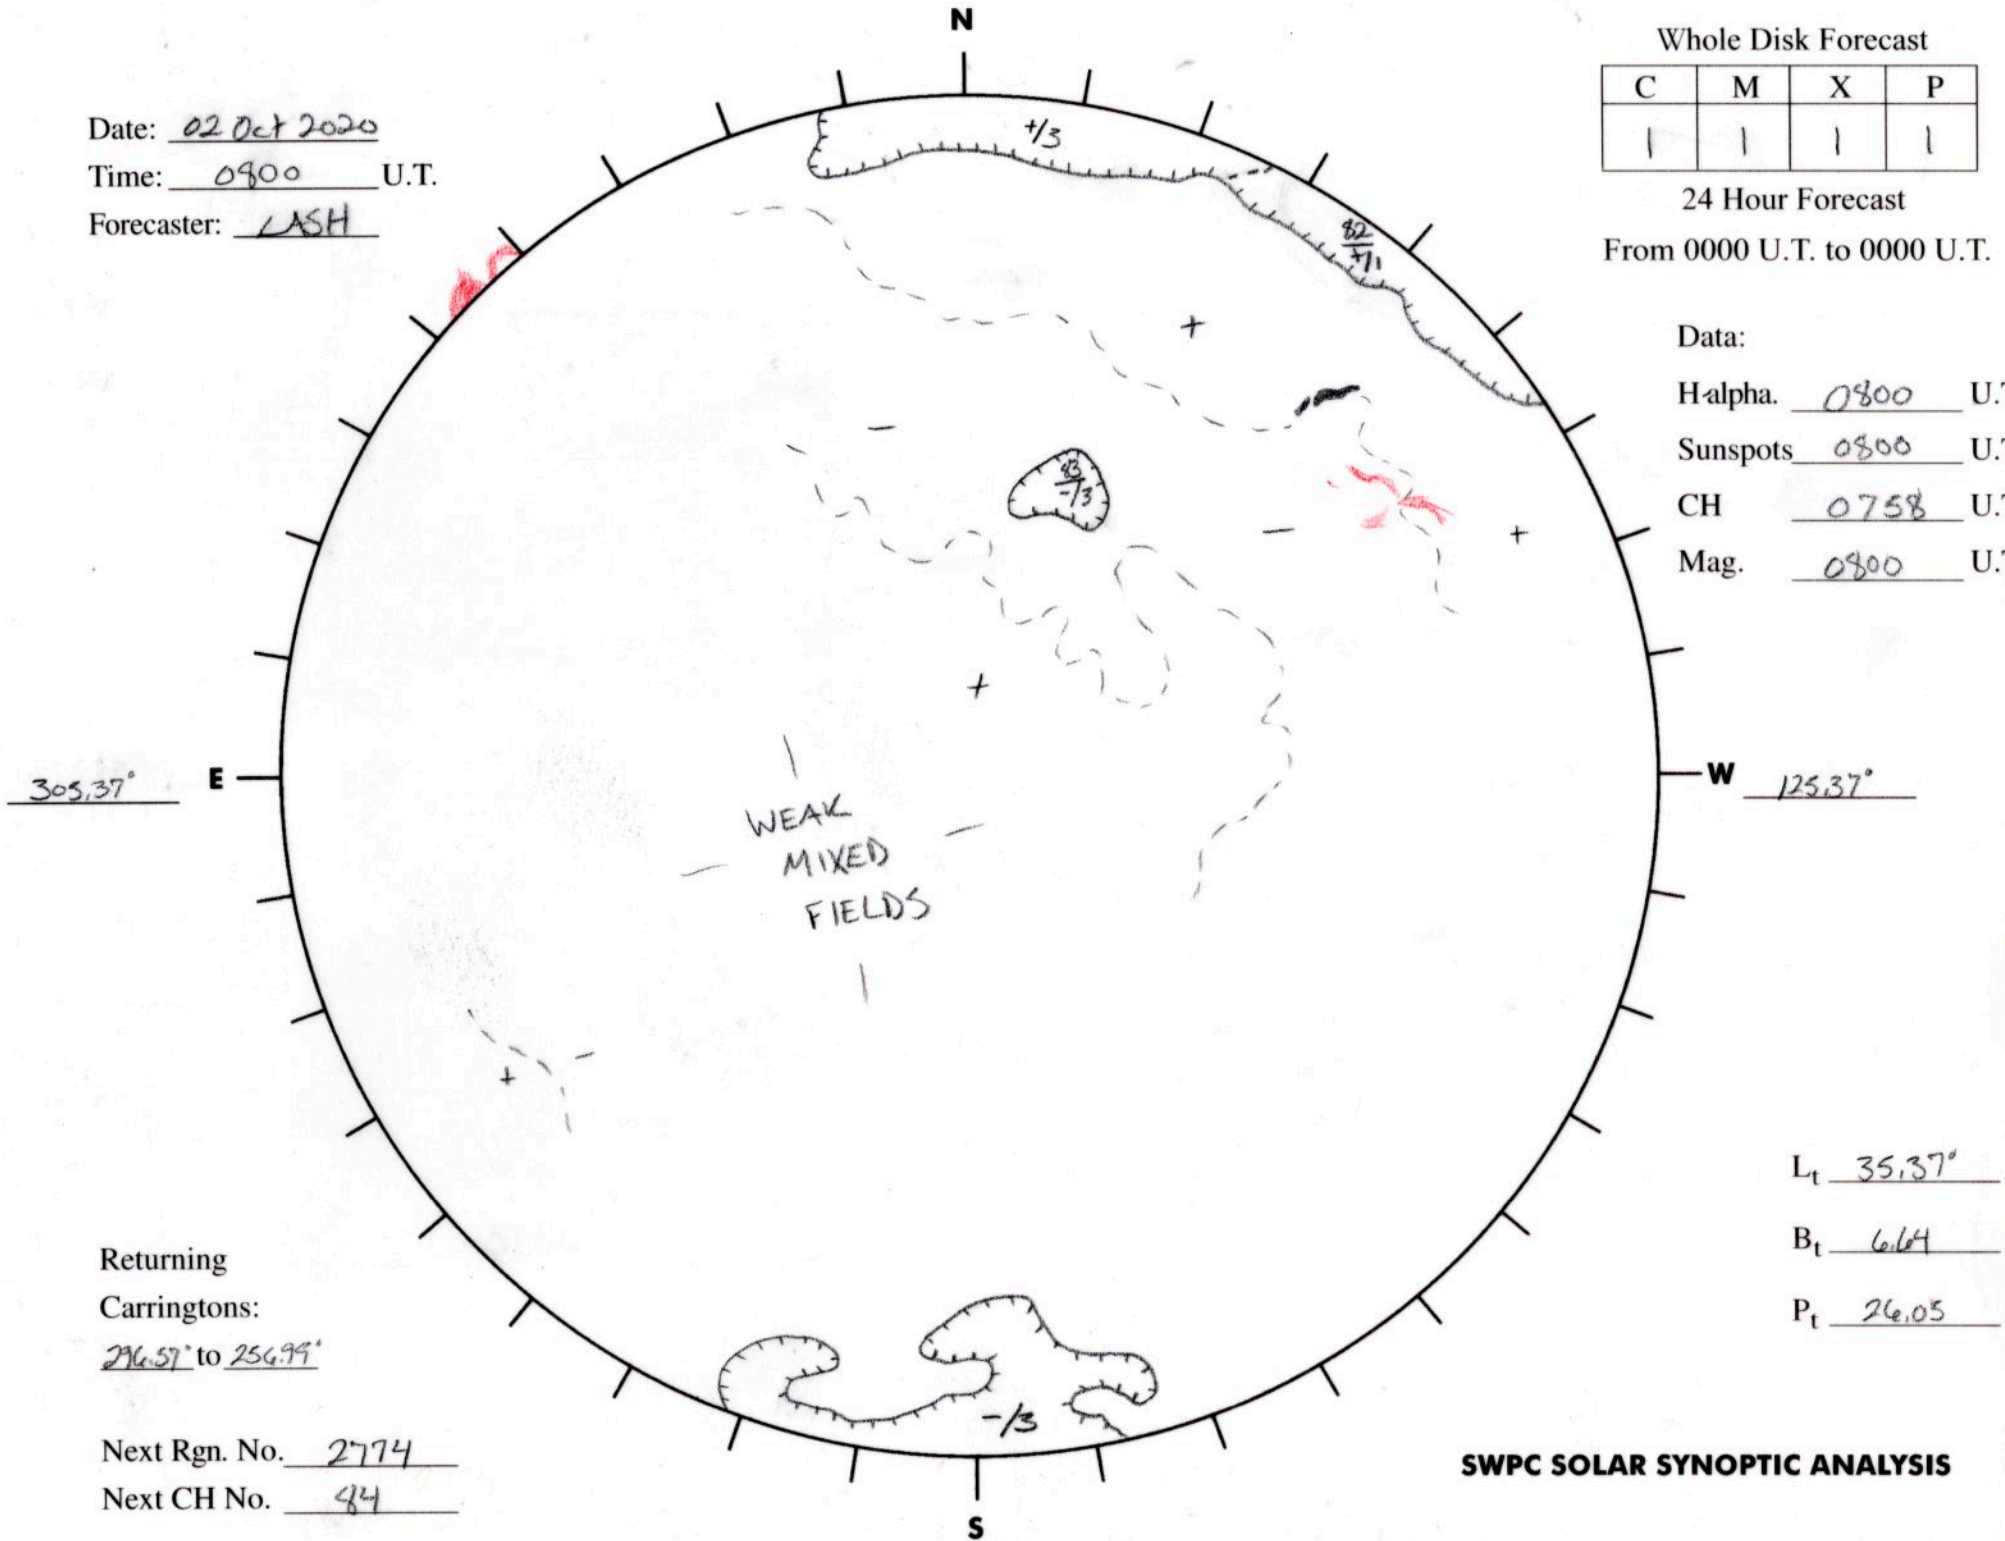 N
Whole Disk Forecast
C M X P
1 1 1 1
24 Hour Forecast
From 0000 U.T. to 0000 U.T.
Date: 02 Oct 2020
Time: 0800 U.T.
Forecaster: LASH
+/3
82
+/1
Data:
H-alpha. 0800 U.T
Sunspots 0800 U.T
CH 0758 U.T
Mag. 0800 U.T
+
-
83
-/3
-
+
+
305.37° E
W 125.37°
WEAK
MIXED
FIELDS
-
+
Lt 35.37°
Bt 6.64
Pt 26.05
Returning
Carringtons:
296.57° to 256.99°
-/3
Next Rgn. No. 2774
Next CH No. 84
SWPC SOLAR SYNOPTIC ANALYSIS
S